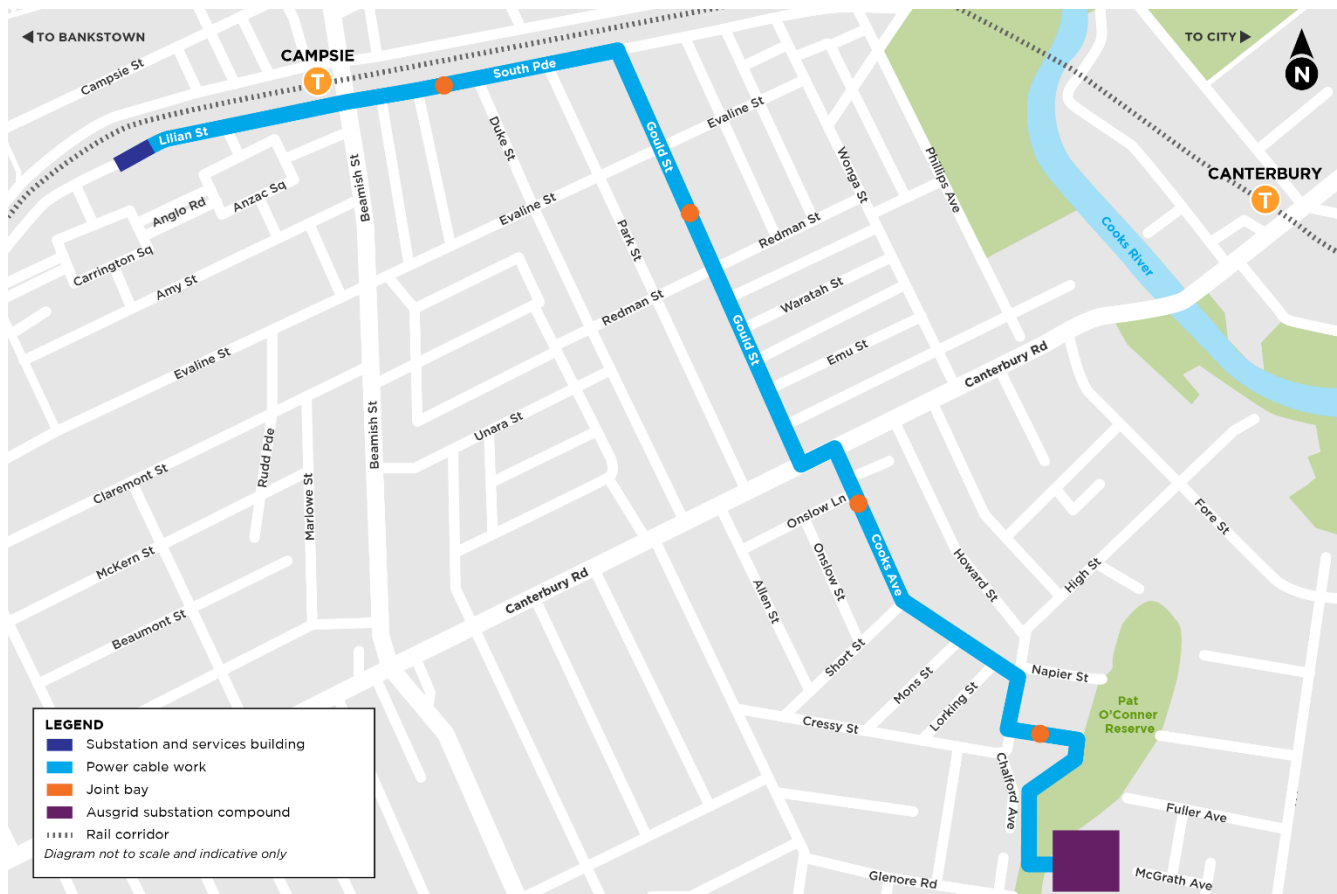 TO BANKSTOWN
CAMPSIE
T
TO CITY
N
Campsie St
South Pde
Lilian St
Gould St
Evaline St
Duke St
Wonga St
Phillips Ave
CANTERBURY
T
Beamish St
Anzac Sq
Anglo Rd
Evaline St
Park St
Redman St
Cooks River
Carrington Sq
Amy St
Redman St
Waratah St
Gould St
Emu St
Canterbury Rd
Evaline St
Rudd Pde
Marlowe St
Beamish St
Unara St
Claremont St
McKern St
Beaumont St
Canterbury Rd
Onslow Ln
Cooks Ave
Onslow St
Allen St
Howard St
High St
Fore St
Short St
Mons St
Lorking St
Napier St
Cressy St
Pat
O'Conner
Reserve
Chalford Ave
Fuller Ave
Glenore Rd
McGrath Ave
LEGEND
Substation and services building
Power cable work
Joint bay
Ausgrid substation compound
Rail corridor
Diagram not to scale and indicative only